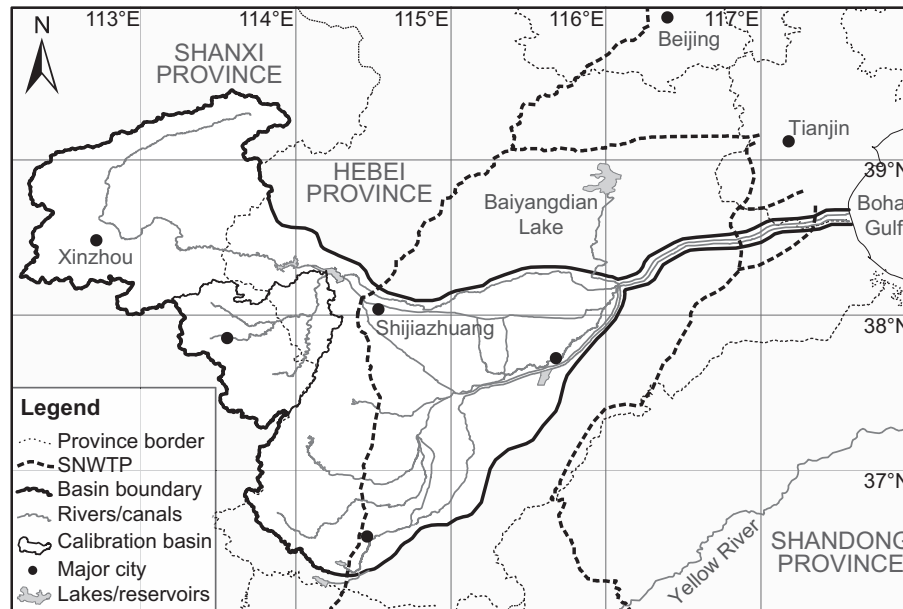 113°E 114°E 115°E 116°E 117°E
N
SHANXI
PROVINCE
Beijing
Tianjin
HEBEI
PROVINCE
39°N
Baiyangdian
Lake
Boha
Gulf
Xinzhou
38°N
Shijiazhuang
Legend
Province border
SNWTP
Basin boundary
Rivers/canals
Calibration basin
Major city
Lakes/reservoirs
37°N
Yellow River
SHANDONG
PROVINCE